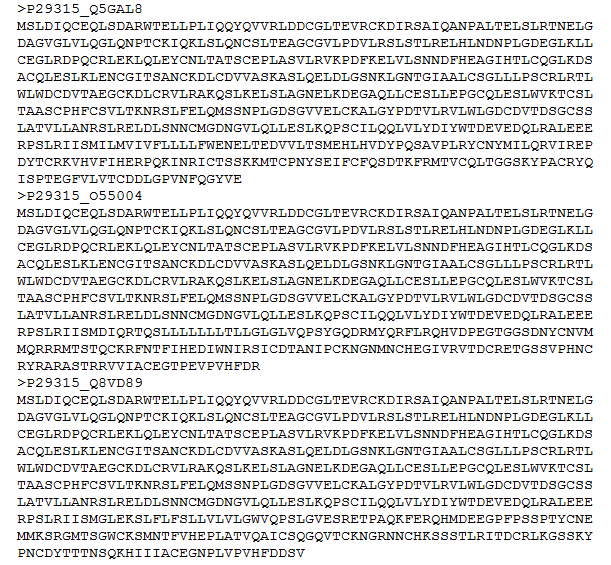 >P29315_Q5GAL8
MSLDIQCEQLSDARWTELLPLIQQYQVVRLDDCGLTEVRCKDIRSAIQANPALTELSLRTNELG
DAGVGLVLQGLQNPTCKIQKLSLQNCSLTEAGCGVLPDVLRSLSTLRELHLNDNPLGDEGLKLL
CEGLRDPQCRLEKLQLEYCNLTATSCEPLASVLRVKPDFKELVLSNNDFHEAGIHTLCQGLKDS
ACQLESLKLENCGITSANCKDLCDVVASKASLQELDLGSNKLGNTGIAALCSGLLLPSCRLRTL
WLWDCDVTAEGCKDLCRVLRAKQSLKELSLAGNELKDEGAQLLCESLLEPGCQLESLWVKTCSL
TAASCPHFCSVLTKNRSLFELQMSSNPLGDSGVVELCKALGYPDTVLRVLWLGDCDVTDSGCSS
LATVLLANRSLRELDLSNNCMGDNGVLQLLESLKQPSCILQQLVLYDIYWTDEVEDQLRALEEE
RPSLRIISMILMVIVFLLLLFWENELTEDVVLTSMEHLHVDYPQSAVPLRYCNYMILQRVIREP
DYTCRKVHVFIHERPQKINRICTSSKKMTCPNYSEIFCFQSDTKFRMTVCQLTGGSKYPACRYQ
ISPTEGFVLVTCDDLGPVNFQGYVE
>P29315_O55004
MSLDIQCEQLSDARWTELLPLIQQYQVVRLDDCGLTEVRCKDIRSAIQANPALTELSLRTNELG
DAGVGLVLQGLQNPTCKIQKLSLQNCSLTEAGCGVLPDVLRSLSTLRELHLNDNPLGDEGLKLL
CEGLRDPQCRLEKLQLEYCNLTATSCEPLASVLRVKPDFKELVLSNNDFHEAGIHTLCQGLKDS
ACQLESLKLENCGITSANCKDLCDVVASKASLQELDLGSNKLGNTGIAALCSGLLLPSCRLRTL
WLWDCDVTAEGCKDLCRVLRAKQSLKELSLAGNELKDEGAQLLCESLLEPGCQLESLWVKTCSL
TAASCPHFCSVLTKNRSLFELQMSSNPLGDSGVVELCKALGYPDTVLRVLWLGDCDVTDSGCSS
LATVLLANRSLRELDLSNNCMGDNGVLQLLESLKQPSCILQQLVLYDIYWTDEVEDQLRALEEE
RPSLRIISMDIQRTQSLLLLLLLTLLGLGLVQPSYGQDRMYQRFLRQHVDPEGTGGSDNYCNVM
MQRRRMTSTQCKRFNTFIHEDIWNIRSICDTANIPCKNGNMNCHEGIVRVTDCRETGSSVPHNC
RYRARASTRRVVIACEGTPEVPVHFDR
>P29315_Q8VD89
MSLDIQCEQLSDARWTELLPLIQQYQVVRLDDCGLTEVRCKDIRSAIQANPALTELSLRTNELG
DAGVGLVLQGLQNPTCKIQKLSLQNCSLTEAGCGVLPDVLRSLSTLRELHLNDNPLGDEGLKLL
CEGLRDPQCRLEKLQLEYCNLTATSCEPLASVLRVKPDFKELVLSNNDFHEAGIHTLCQGLKDS
ACQLESLKLENCGITSANCKDLCDVVASKASLQELDLGSNKLGNTGIAALCSGLLLPSCRLRTL
WLWDCDVTAEGCKDLCRVLRAKQSLKELSLAGNELKDEGAQLLCESLLEPGCQLESLWVKTCSL
TAASCPHFCSVLTKNRSLFELQMSSNPLGDSGVVELCKALGYPDTVLRVLWLGDCDVTDSGCSS
LATVLLANRSLRELDLSNNCMGDNGVLQLLESLKQPSCILQQLVLYDIYWTDEVEDQLRALEEE
RPSLRIISMGLEKSLFLFSLLVLVLGWVQPSLGVESRETPAQKFERQHMDEEGPFPSSPTYCNE
MMKSRGMTSGWCKSMNTFVHEPLATVQAICSQGQVTCKNGRNNCHKSSSTLRITDCRLKGSSKY
PNCDYTTTNSQKHIIIACEGNPLVPVHFDDSV